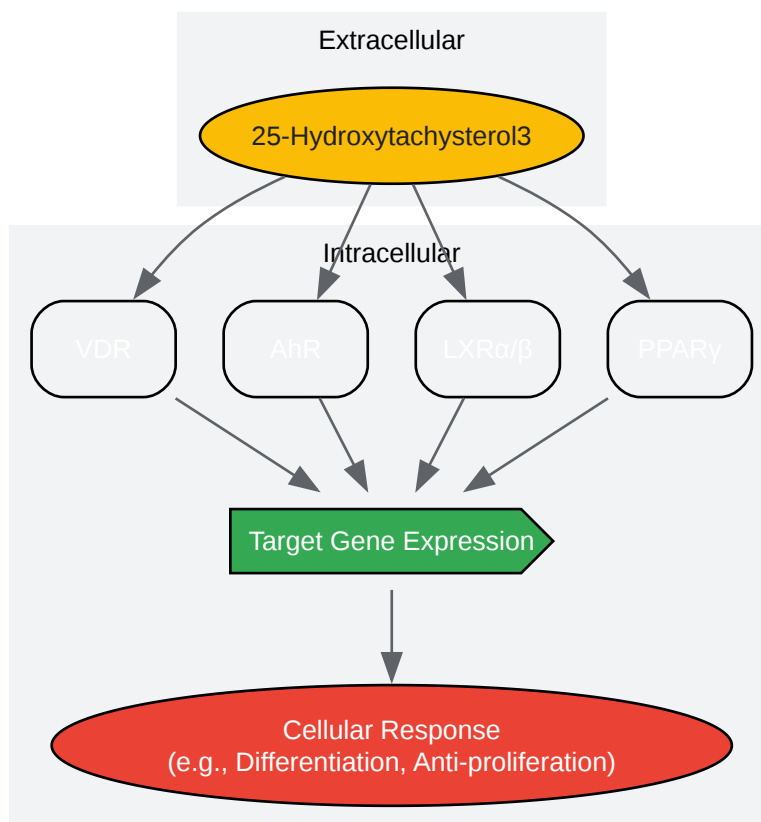 Extracellular
25-Hydroxytachysterol3
Intracellular
VDR
AhR
LXRα/β
PPARγ
Target Gene Expression
Cellular Response
(e.g., Differentiation, Anti-proliferation)